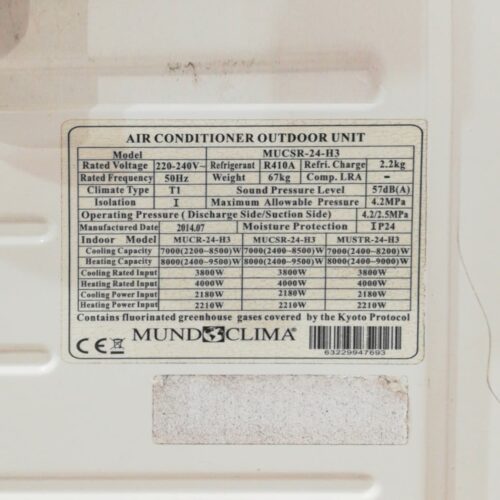 AIR CONDITIONER OUTDOOR UNIT
Model MUCSR-24-H3
Rated Voltage 220-240V~ Refrigerant R410A Refri. Charge 2.2kg
Rated Frequency 50Hz Weight 67kg Comp. LRA –
Climate Type T1 Sound Pressure Level 57dB(A)
Isolation I Maximum Allowable Pressure 4.2MPa
Operating Pressure ( Discharge Side/Suction Side) 4.2/2.5MPa
Manufactured Date 2014.07 Moisture Protection IP24
Indoor Model MUCR-24-H3 MUCSR-24-H3 MUSTR-24-H3
Cooling Capacity 7000(2200-8500)W 7000(2400-8500)W 7000(2400-8200)W
Heating Capacity 8000(2400-9500)W 8000(2400-9500)W 8000(2400-9000)W
Cooling Rated Input 3800W 3800W 3800W
Heating Rated Input 4000W 4000W 4000W
Cooling Power Input 2180W 2180W 2180W
Heating Power Input 2210W 2210W 2210W
Contains fluorinated greenhouse gases covered by the Kyoto Protocol
CE MUNDOCLIMA®
63229947693